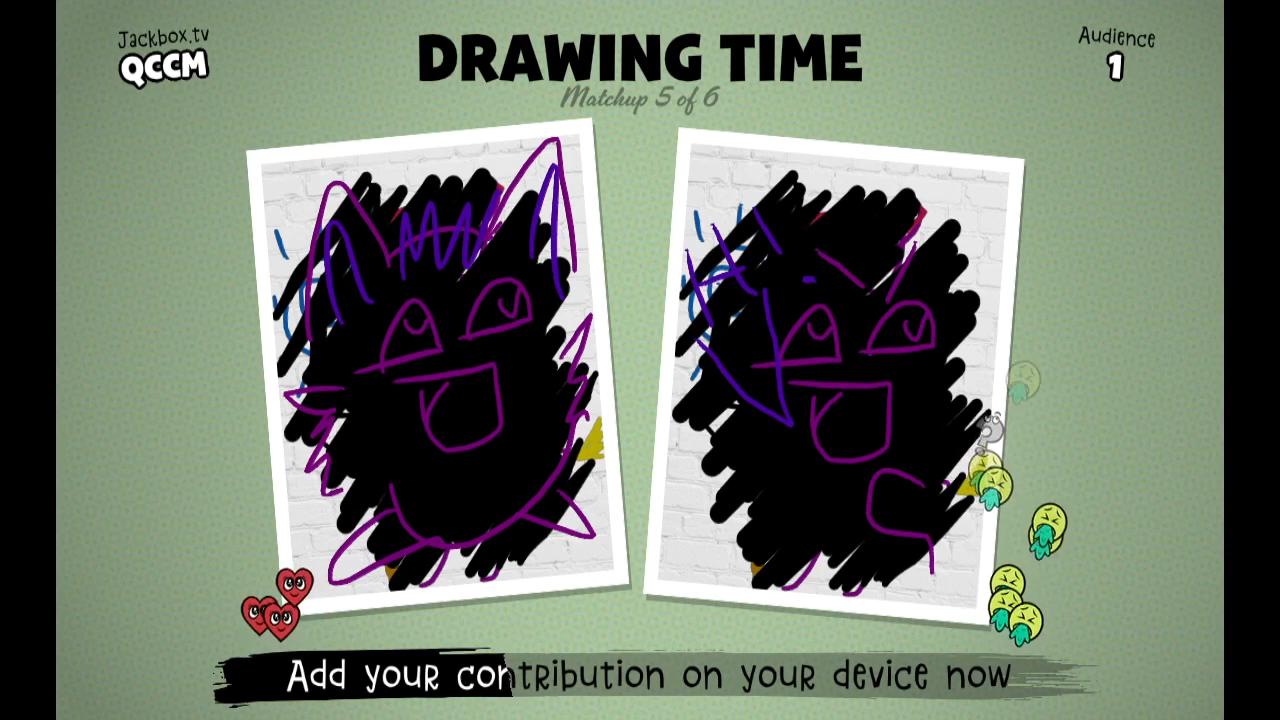 Jackbox.tv
QCCM
DRAWING TIME
Matchup 5 of 6
Audience
1
Add your contribution on your device now